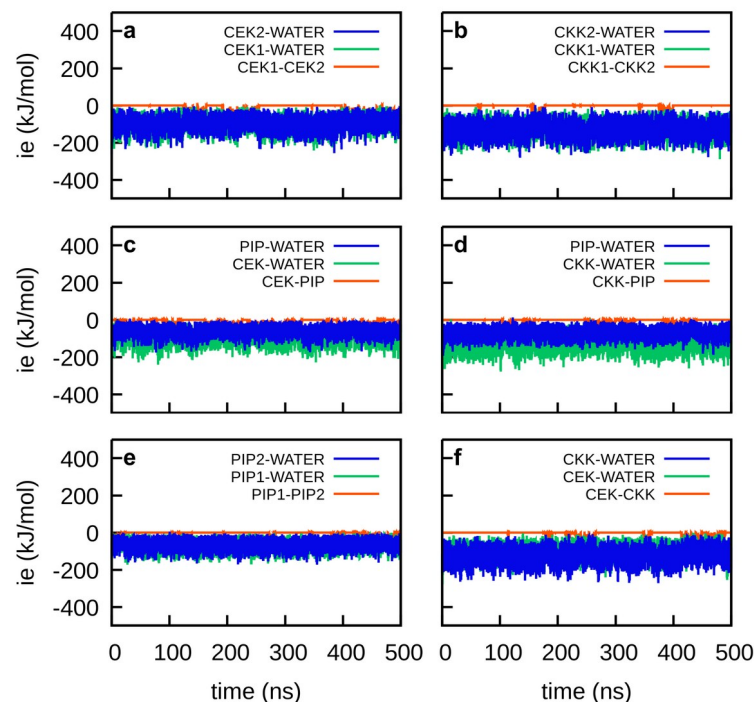 a
CEK2-WATER
CEK1-WATER
CEK1-CEK2
b
CKK2-WATER
CKK1-WATER
CKK1-CKK2
400
200
0
-200
-400
ie (kJ/mol)
c
PIP-WATER
CEK-WATER
CEK-PIP
d
PIP-WATER
CKK-WATER
CKK-PIP
400
200
0
-200
-400
ie (kJ/mol)
e
PIP2-WATER
PIP1-WATER
PIP1-PIP2
f
CKK-WATER
CEK-WATER
CEK-CKK
400
200
0
-200
-400
ie (kJ/mol)
0 100 200 300 400 500
0 100 200 300 400 500
time (ns)
time (ns)